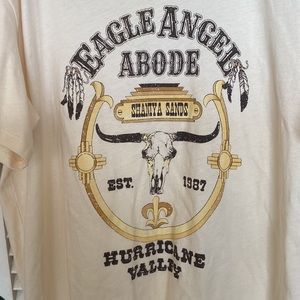 EAGLE ANGEL
ABODE
SHANIYA SANDS
EST. 1987
HURRICANE
VALLEY